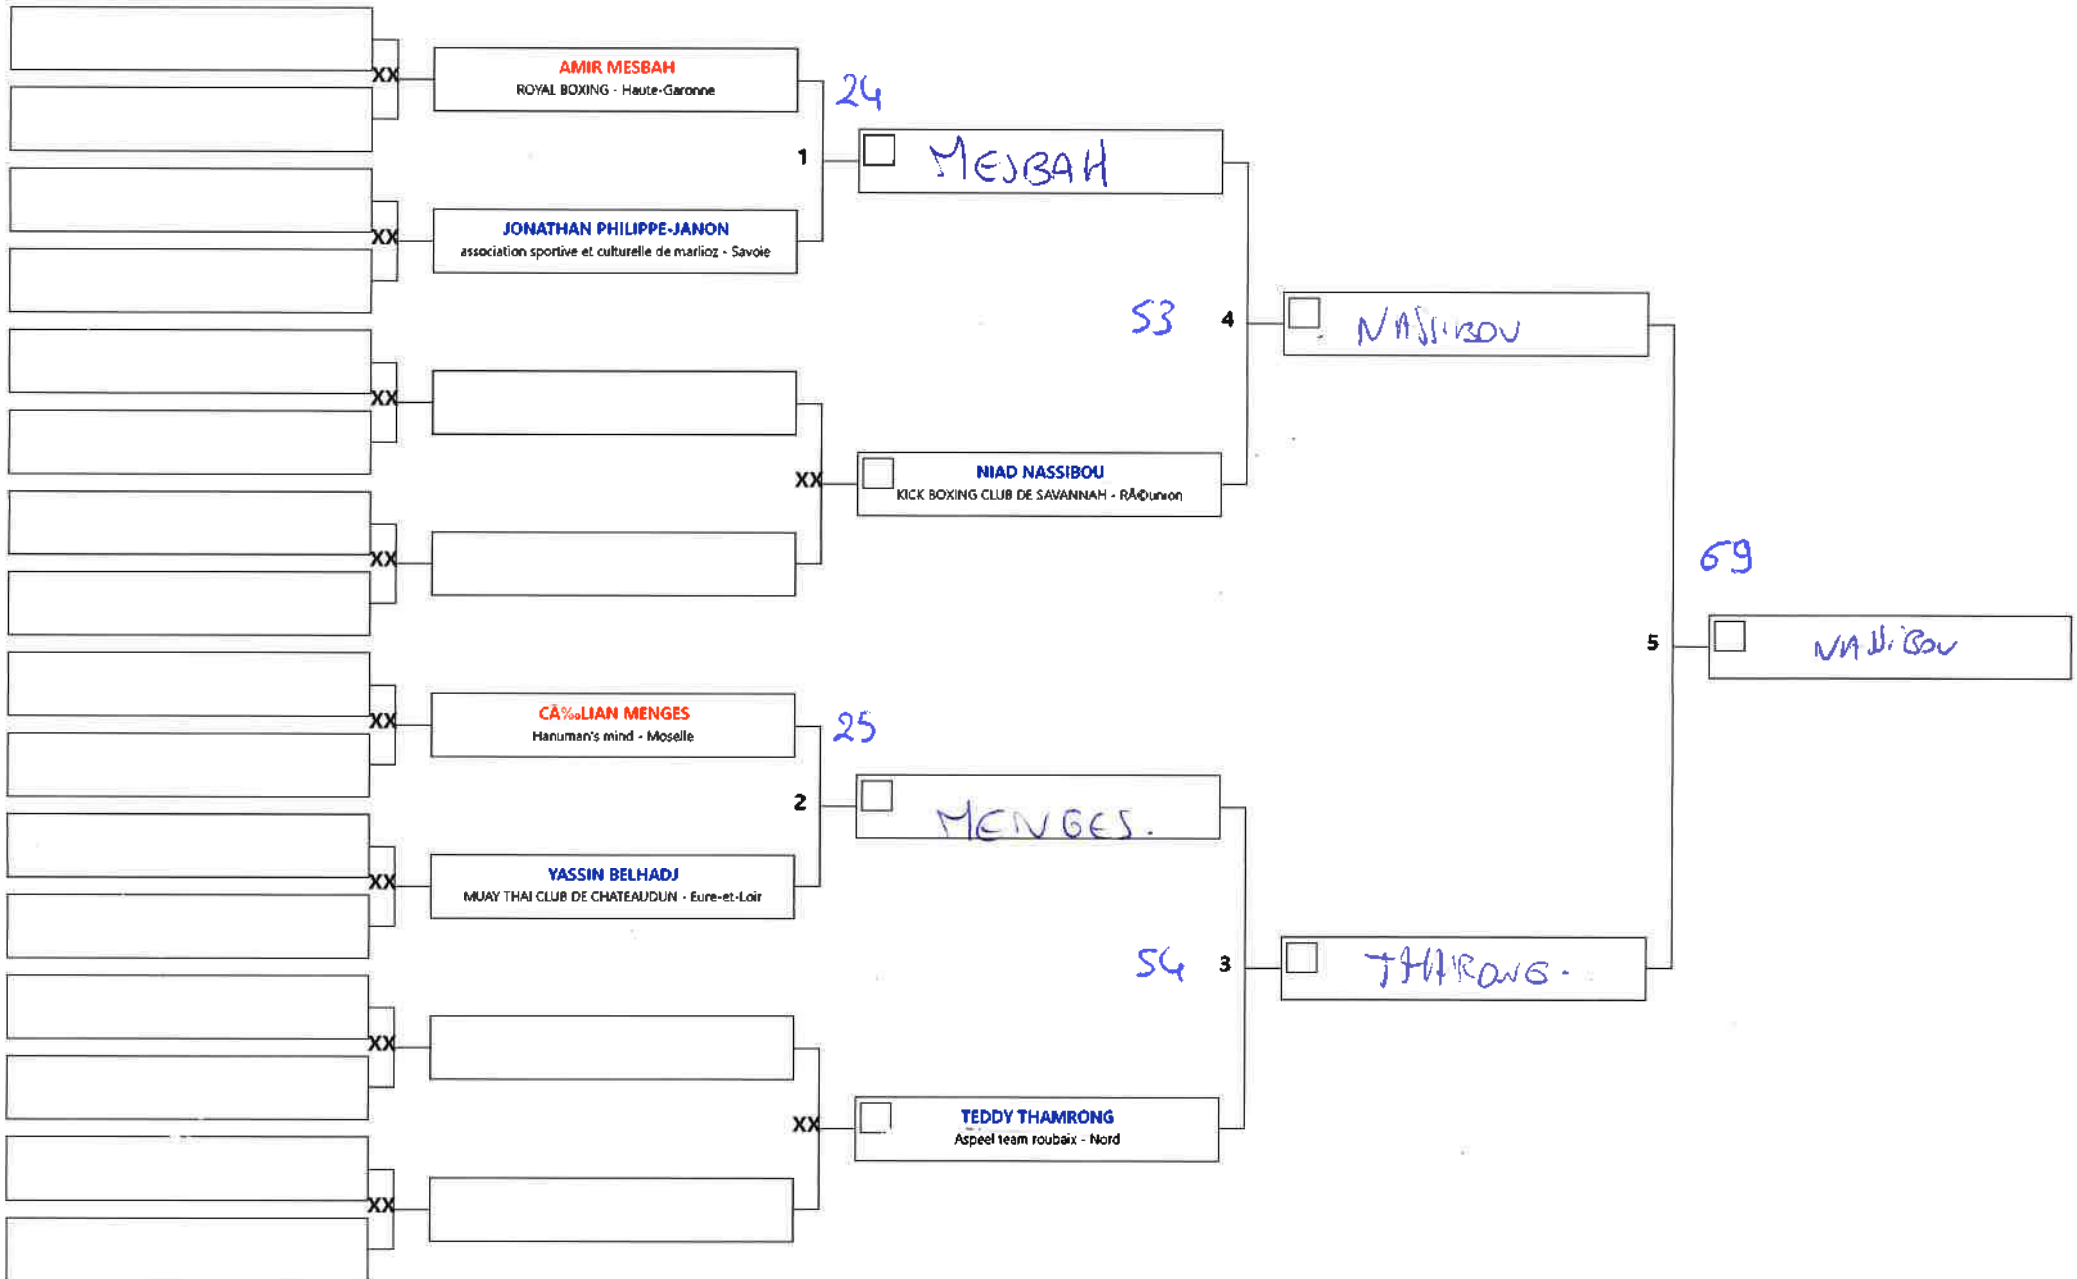 XX
AMIR MESBAH
ROYAL BOXING - Haute-Garonne
24
1
MESBAH
XX
JONATHAN PHILIPPE-JANON
association sportive et culturelle de marlioz - Savoie
53
4
NASSIBOU
XX
XX
NIAD NASSIBOU
KICK BOXING CLUB DE SAVANNAH - RÃ©union
XX
69
5
NASSIBOU
XX
CÃ‰LIAN MENGES
Hanuman's mind - Moselle
25
2
MENGES.
XX
YASSIN BELHADJ
MUAY THAI CLUB DE CHATEAUDUN - Eure-et-Loir
54
3
THARONG.
XX
XX
TEDDY THAMRONG
Aspeel team roubaix - Nord
XX